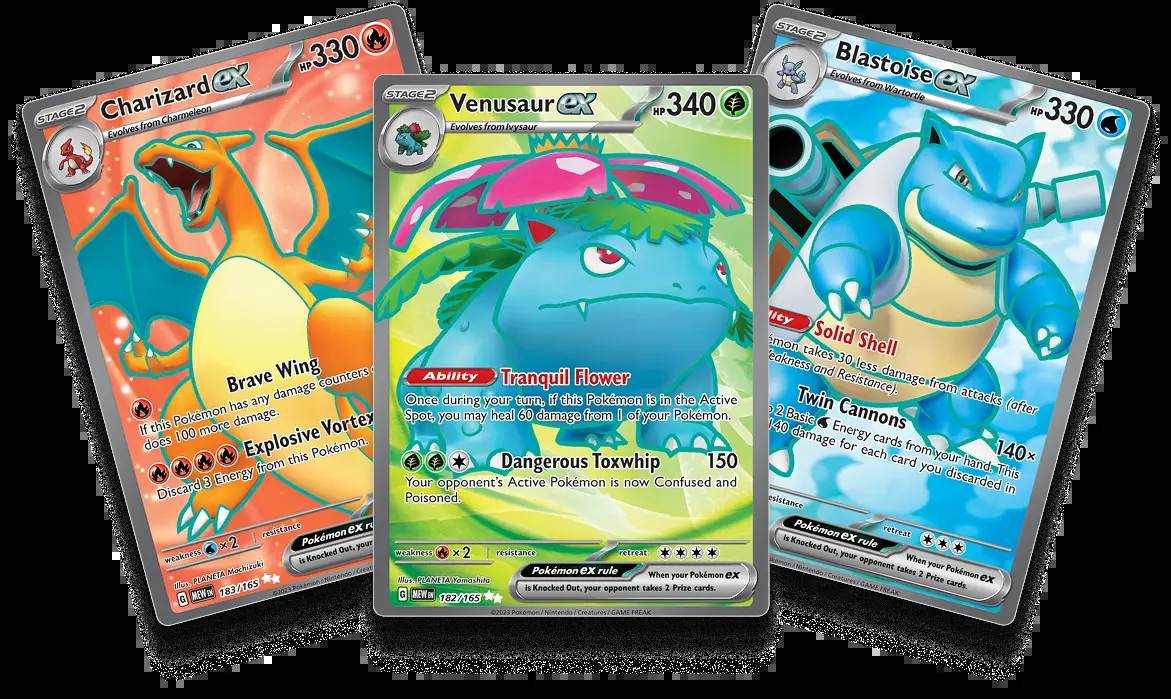 STAGE2
Charizard ex
HP 330
Evolves from Charmeleon
Brave Wing
If this Pokémon has any damage counters
does 100 more damage.
Explosive Vortex
Discard 3 Energy from this Pokémon.
weakness ×2 resistance
Pokémon ex ru
is Knocked Out, your
Illus. PLANETA Mochizuki
G MEW EN 183/165
©2023 Pokémon / Nintendo / Creat
STAGE2
Venusaur ex
HP 340
Evolves from Ivysaur
Ability Tranquil Flower
Once during your turn, if this Pokémon is in the Active
Spot, you may heal 60 damage from 1 of your Pokémon.
Dangerous Toxwhip 150
Your opponent's Active Pokémon is now Confused and
Poisoned.
weakness ×2 resistance retreat
Illus. PLANETA Yamashita
Pokémon ex rule When your Pokémon ex
is Knocked Out, your opponent takes 2 Prize cards.
G MEW EN 182/165
©2023 Pokémon / Nintendo / Creatures / GAME FREAK
STAGE2
Blastoise ex
HP 330
Evolves from Wartortle
lity Solid Shell
émon takes 30 less damage from attacks (after
eakness and Resistance).
Twin Cannons 140×
2 Basic Energy cards from your hand. This
140 damage for each card you discarded in
esistance retreat
Pokémon ex rule When your Pokémon ex
is Knocked Out, your opponent takes 2 Prize cards.
Pokémon / Nintendo / Creatures / GAME FREAK